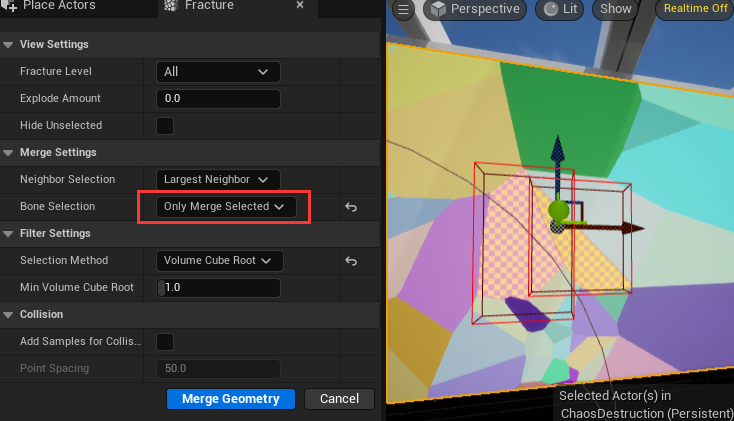 Place Actors
Fracture
View Settings
Fracture Level All
Explode Amount 0.0
Hide Unselected
Merge Settings
Neighbor Selection Largest Neighbor
Bone Selection Only Merge Selected
Filter Settings
Selection Method Volume Cube Root
Min Volume Cube Root 1.0
Collision
Add Samples for Collis...
Point Spacing 50.0
Merge Geometry Cancel
Perspective Lit Show Realtime Off
Selected Actor(s) in
ChaosDestruction (Persistent)